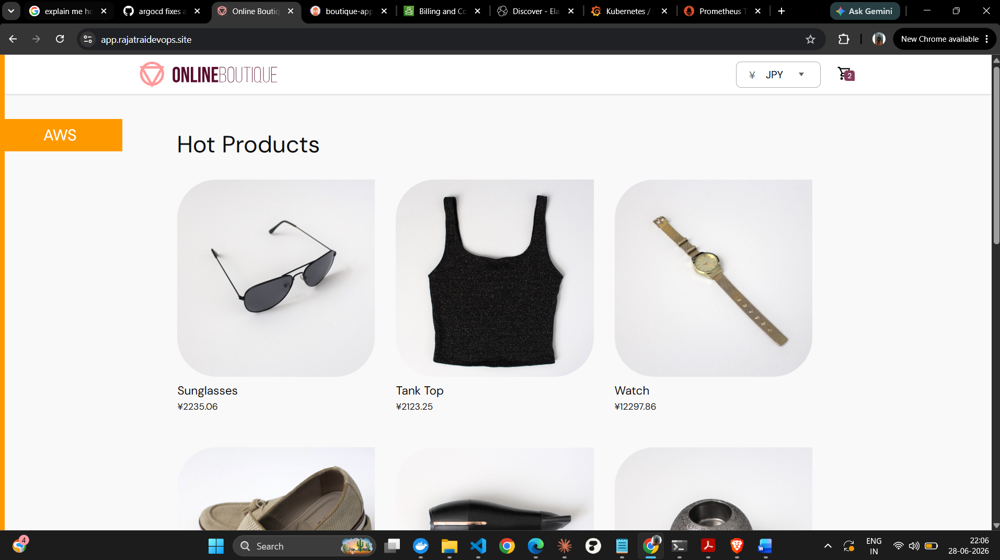 explain me ho
argocd fixes a
Online Boutiq
boutique-app
Billing and Co
Discover - Ela
Kubernetes /
Prometheus T
Ask Gemini
app.rajatraidevops.site
New Chrome available
ONLINEBOUTIQUE
¥ JPY
2
AWS
Hot Products
Sunglasses
Tank Top
Watch
¥2235.06
¥2123.25
¥12297.86
4
Search
ENG
IN
22:06
28-06-2026